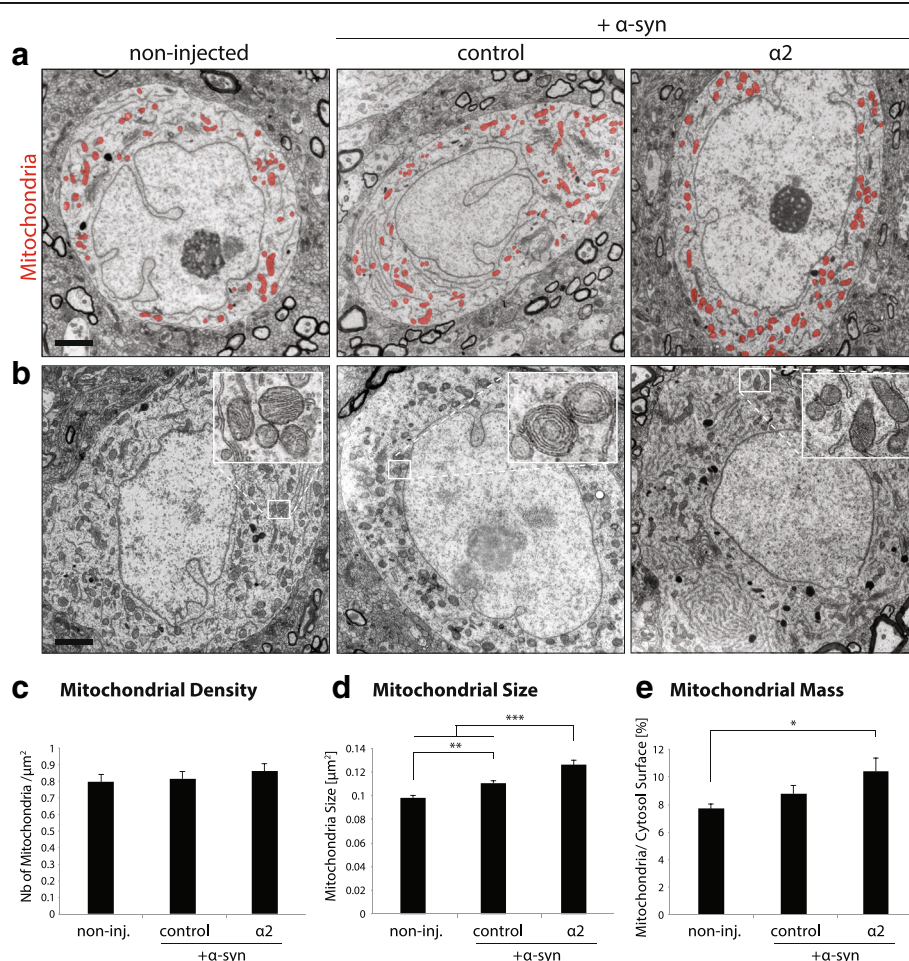 + α-syn
non-injected
control
α2
a
Mitochondria
b
c Mitochondrial Density
Nb of Mitochondria /µm²
1
0.9
0.8
0.7
0.6
0.5
0.4
0.3
0.2
0.1
0
non-inj.
control
α2
+α-syn
d Mitochondrial Size
Mitochondria Size [µm²]
0.14
0.12
0.1
0.08
0.06
0.04
0.02
0
***
**
non-inj.
control
α2
+α-syn
e Mitochondrial Mass
Mitochondria/ Cytosol Surface [%]
12
10
8
6
4
2
0
*
non-inj.
control
α2
+α-syn